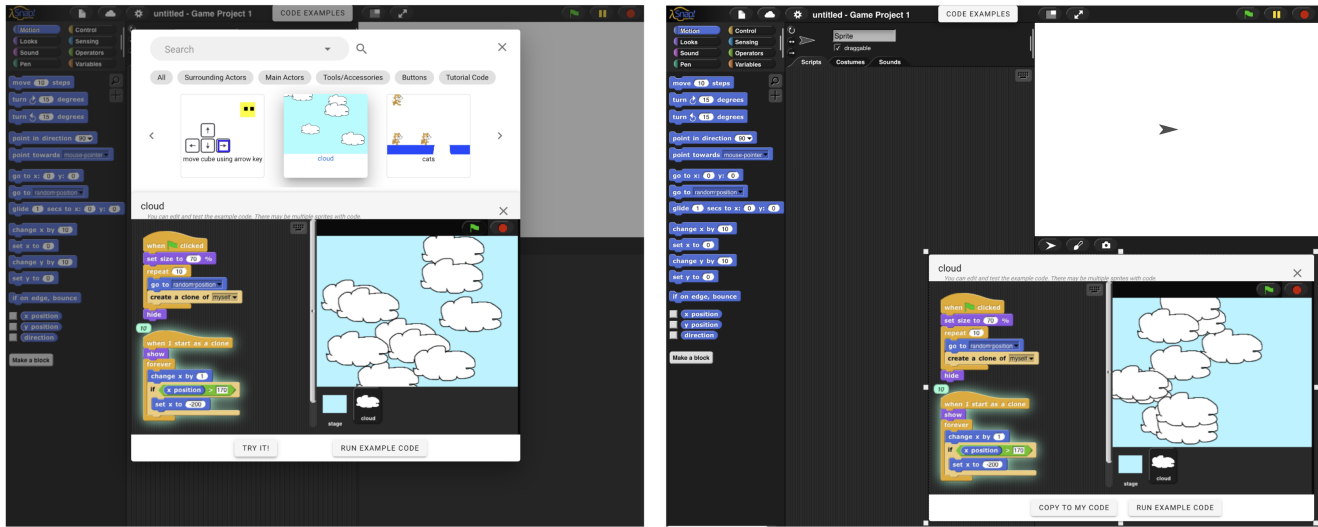 Snap! untitled - Game Project 1 CODE EXAMPLES
Motion Control
Looks Sensing
Sound Operators
Pen Variables
move 10 steps
turn 15 degrees
turn 15 degrees
point in direction 90
point towards mouse-pointer
go to x: 0 y: 0
go to random position
glide 1 secs to x: 0 y: 0
change x by 10
set x to 0
change y by 10
set y to 0
if on edge, bounce
x position
y position
direction
Make a block
Search
All Surrounding Actors Main Actors Tools/Accessories Buttons Tutorial Code
move cube using arrow key cloud cats
cloud
You can edit and test the example code. There may be multiple sprites with code.
when clicked
set size to 70 %
repeat 10
go to random position
create a clone of myself
hide
10
when I start as a clone
show
forever
change x by 1
if x position > 170
set x to -200
stage cloud
TRY IT! RUN EXAMPLE CODE
Snap! untitled - Game Project 1 CODE EXAMPLES
Motion Control
Looks Sensing
Sound Operators
Pen Variables
Sprite
draggable
Scripts Costumes Sounds
move 10 steps
turn 15 degrees
turn 15 degrees
point in direction 90
point towards mouse-pointer
go to x: 0 y: 0
go to random position
glide 1 secs to x: 0 y: 0
change x by 10
set x to 0
change y by 10
set y to 0
if on edge, bounce
x position
y position
direction
Make a block
cloud
You can edit and test the example code. There may be multiple sprites with code.
when clicked
set size to 70 %
repeat 10
go to random position
create a clone of myself
hide
10
when I start as a clone
show
forever
change x by 1
if x position > 170
set x to -200
stage cloud
COPY TO MY CODE RUN EXAMPLE CODE